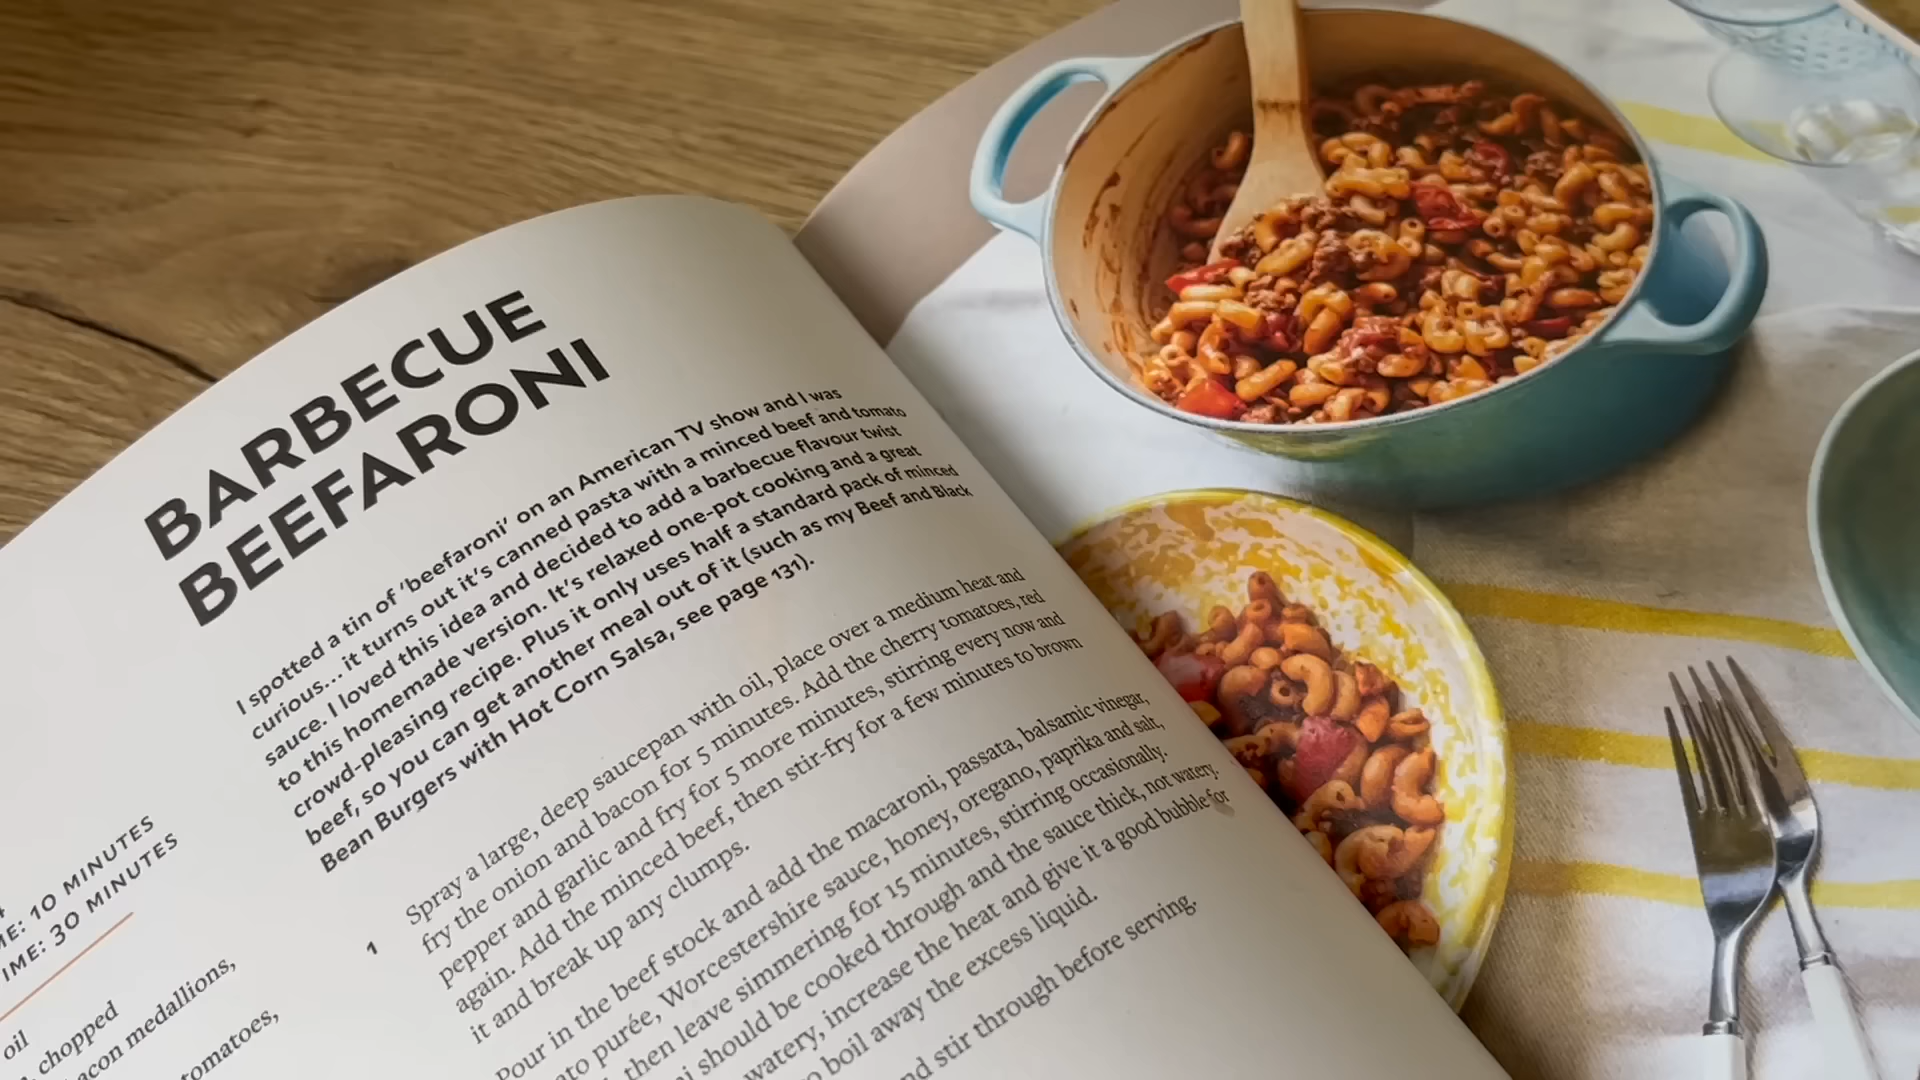 BARBECUE
BEEFARONI
I spotted a tin of ‘beefaroni’ on an American TV show and I was
curious… it turns out it’s canned pasta with a minced beef and tomato
sauce. I loved this idea and decided to add a barbecue flavour twist
to this homemade version. It’s relaxed one-pot cooking and a great
crowd-pleasing recipe. Plus it only uses half a standard pack of minced
beef, so you can get another meal out of it (such as my Beef and Black
Bean Burgers with Hot Corn Salsa, see page 131).
ME: 10 MINUTES
IME: 30 MINUTES
oil
chopped
acon medallions,
tomatoes,
1
Spray a large, deep saucepan with oil, place over a medium heat and
fry the onion and bacon for 5 minutes. Add the cherry tomatoes, red
pepper and garlic and fry for 5 more minutes, stirring every now and
again. Add the minced beef, then stir-fry for a few minutes to brown
it and break up any clumps.
Pour in the beef stock and add the macaroni, passata, balsamic vinegar,
ato purée, Worcestershire sauce, honey, oregano, paprika and salt,
then leave simmering for 15 minutes, stirring occasionally.
ni should be cooked through and the sauce thick, not watery.
watery, increase the heat and give it a good bubble for
o boil away the excess liquid.
nd stir through before serving.